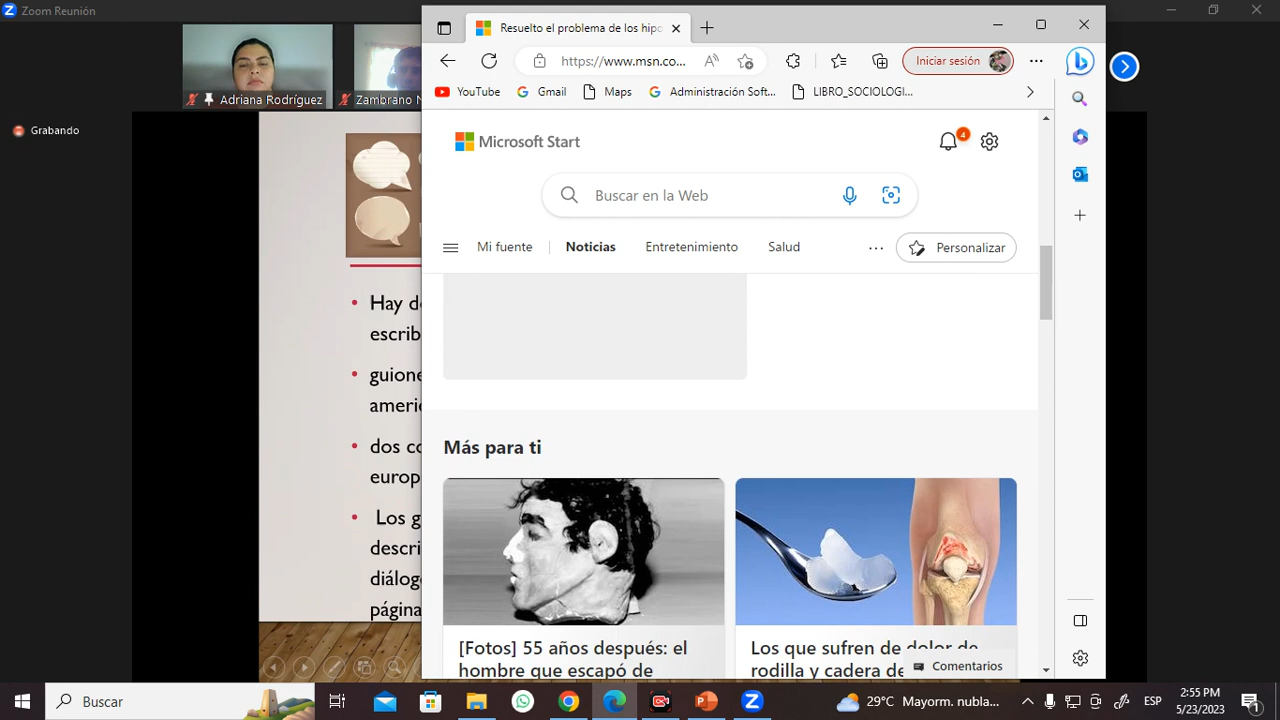 Zoom Reunión
Adriana Rodríguez
Zambrano
Grabando
Hay
escrib
guione
americ
dos co
europ
Los g
descri
diálogo
página
Resuelto el problema de los hipo
https://www.msn.co...
Iniciar sesión
YouTube
Gmail
Maps
Administración Soft...
LIBRO_SOCIOLOGI...
Microsoft Start
4
Buscar en la Web
Mi fuente
Noticias
Entretenimiento
Salud
Personalizar
Más para ti
[Fotos] 55 años después: el
hombre que escapó de
Los que sufren de dolor de
rodilla y cadera de
Comentarios
Buscar
29°C Mayorm. nubla...
ESP
2:55 PM
5/23/2023
1